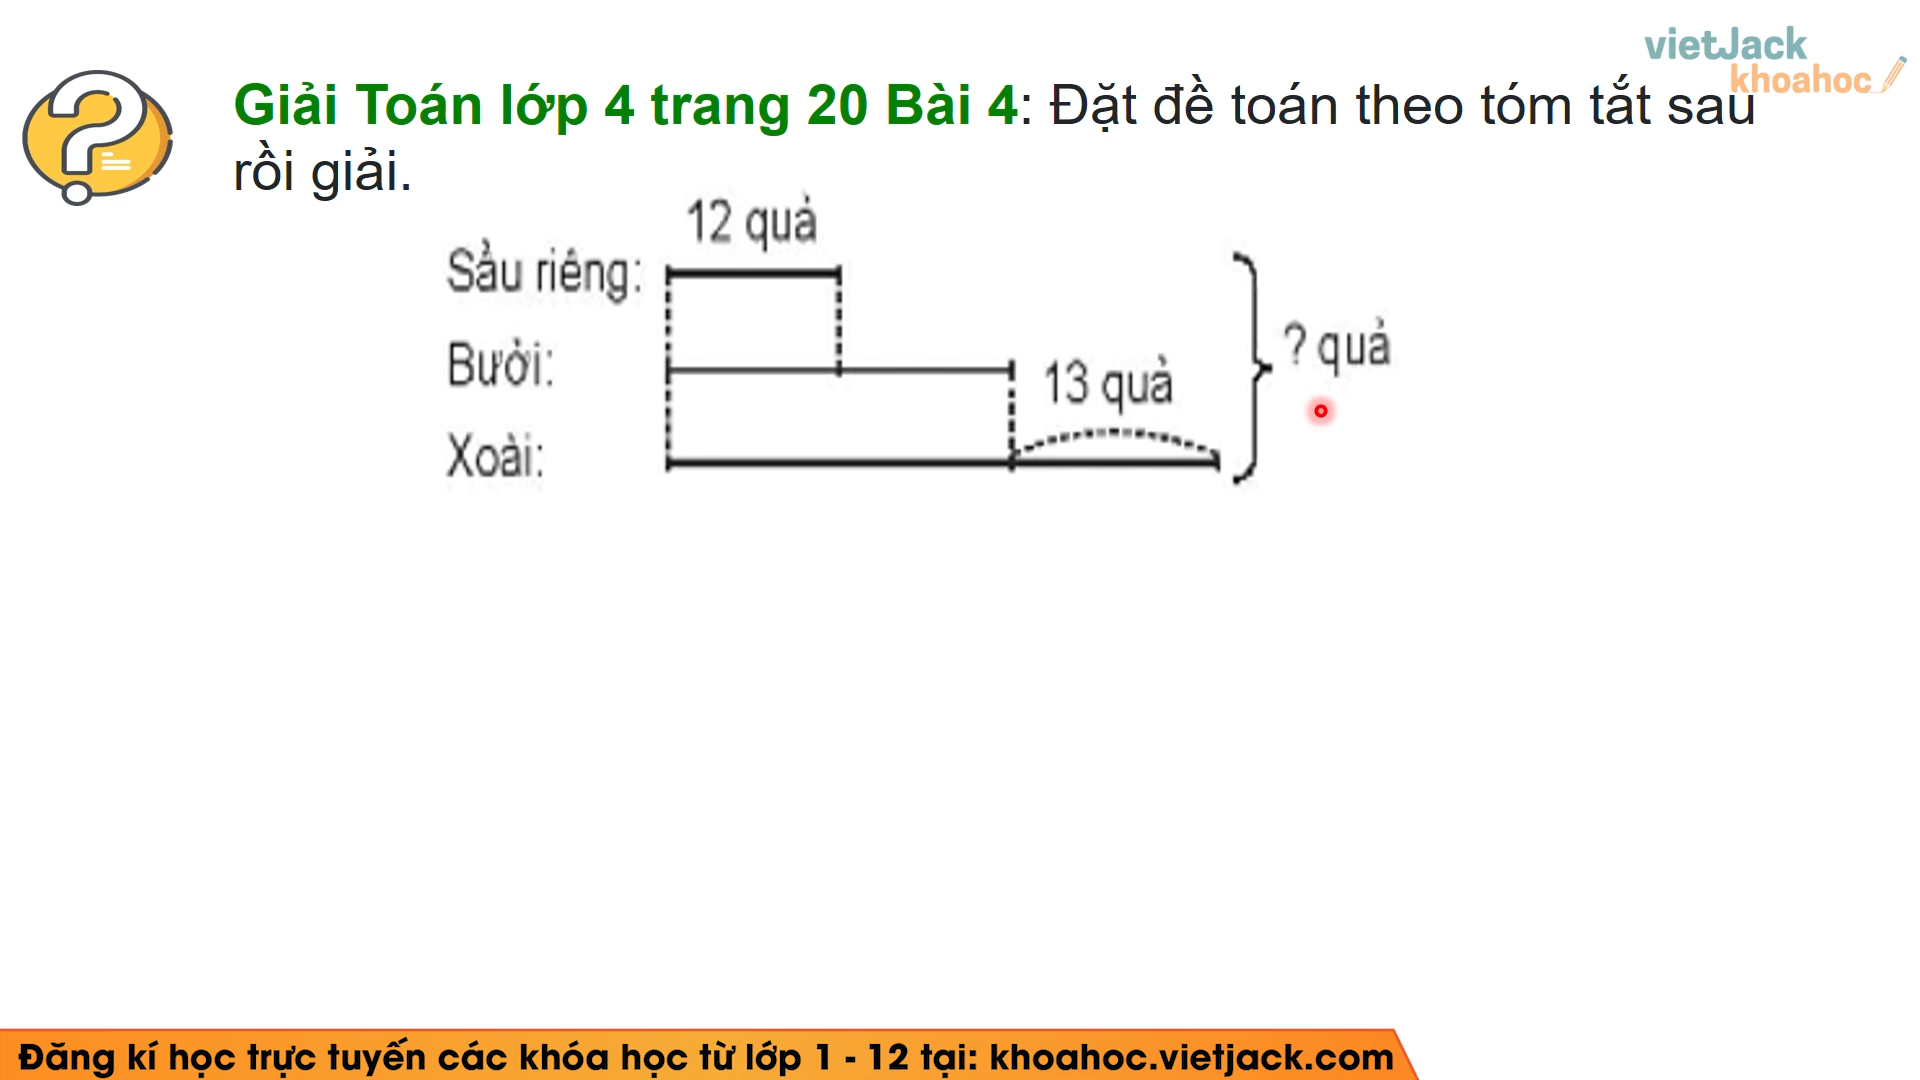 vietJack
khoahoc
Giải Toán lớp 4 trang 20 Bài 4: Đặt đề toán theo tóm tắt sau
rồi giải.
12 quả
Sầu riêng:
Bưởi:
13 quả
? quả
Xoài:
Đăng kí học trực tuyến các khóa học từ lớp 1 - 12 tại: khoahoc.vietjack.com